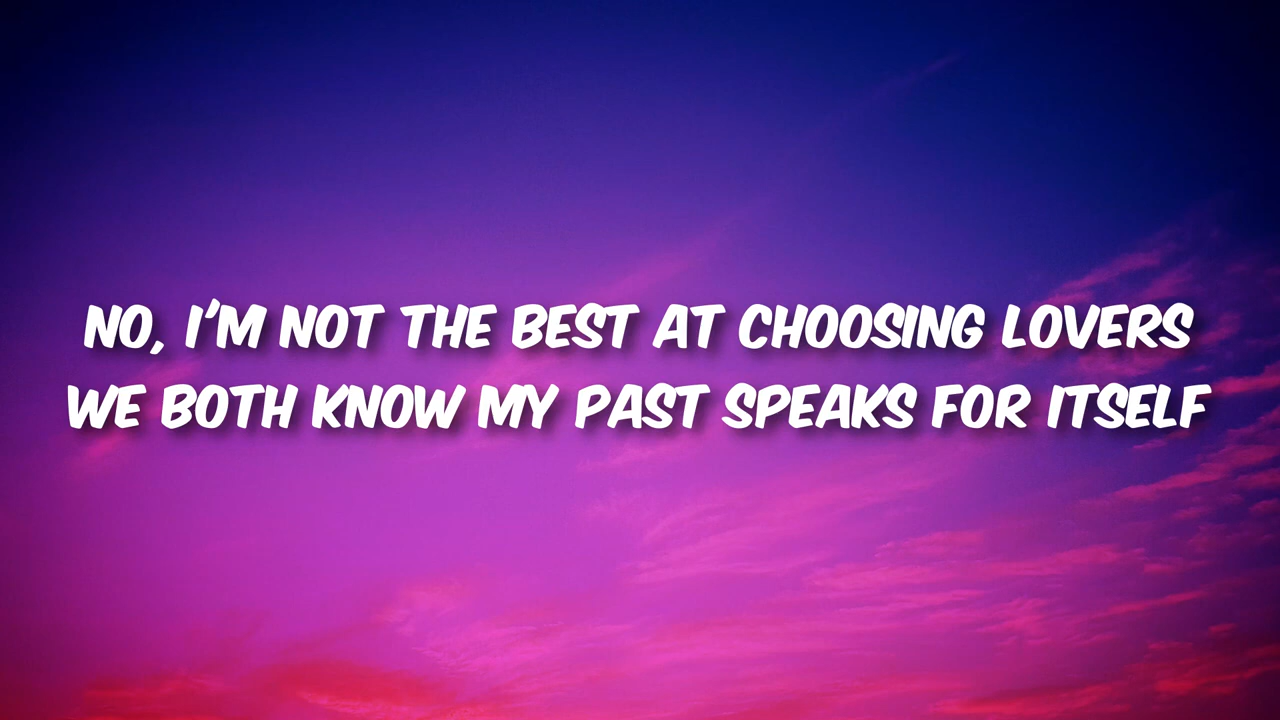 NO, I'M NOT THE BEST AT CHOOSING LOVERS
WE BOTH KNOW MY PAST SPEAKS FOR ITSELF